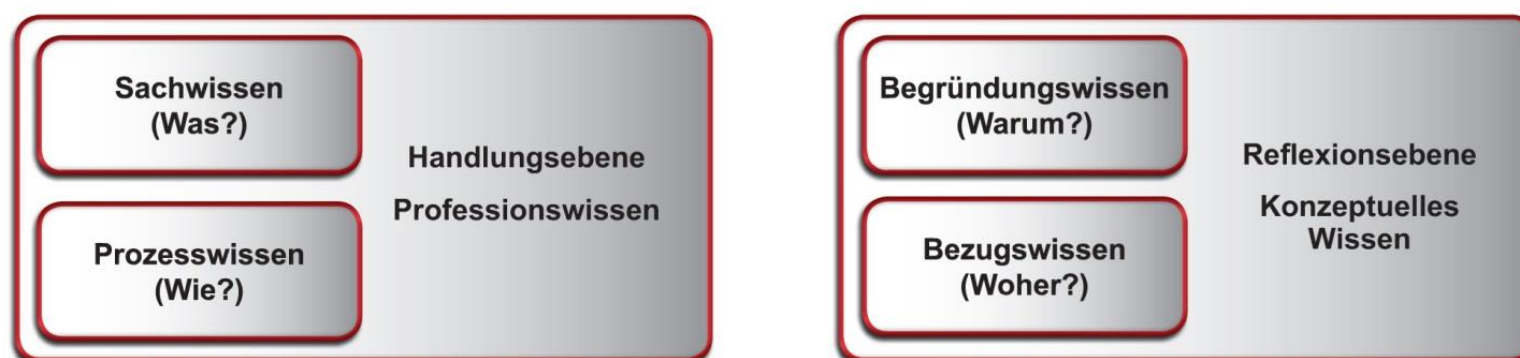 Sachwissen
(Was?)
Handlungsebene
Professionswissen
Prozesswissen
(Wie?)
Begründungswissen
(Warum?)
Reflexionsebene
Konzeptuelles
Wissen
Bezugswissen
(Woher?)